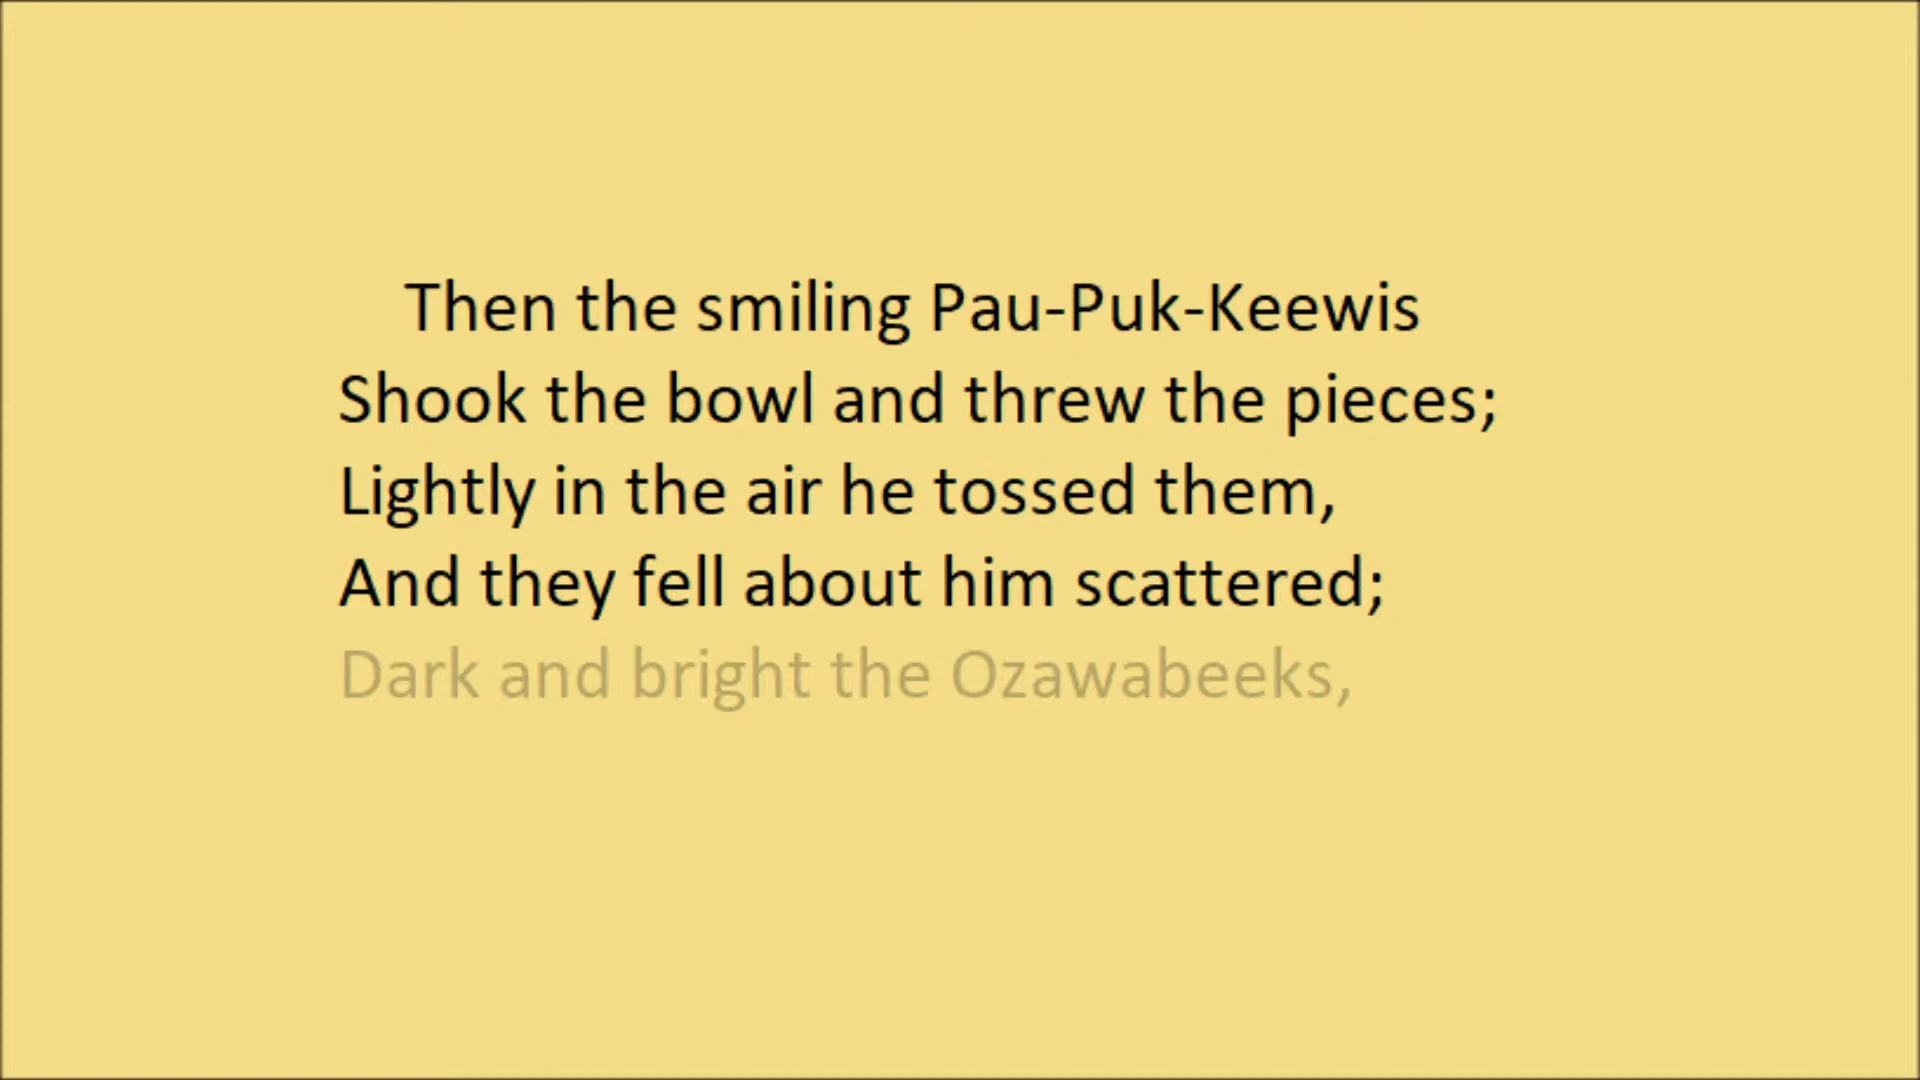 Then the smiling Pau-Puk-Keewis
Shook the bowl and threw the pieces;
Lightly in the air he tossed them,
And they fell about him scattered;
Dark and bright the Ozawabeeks,